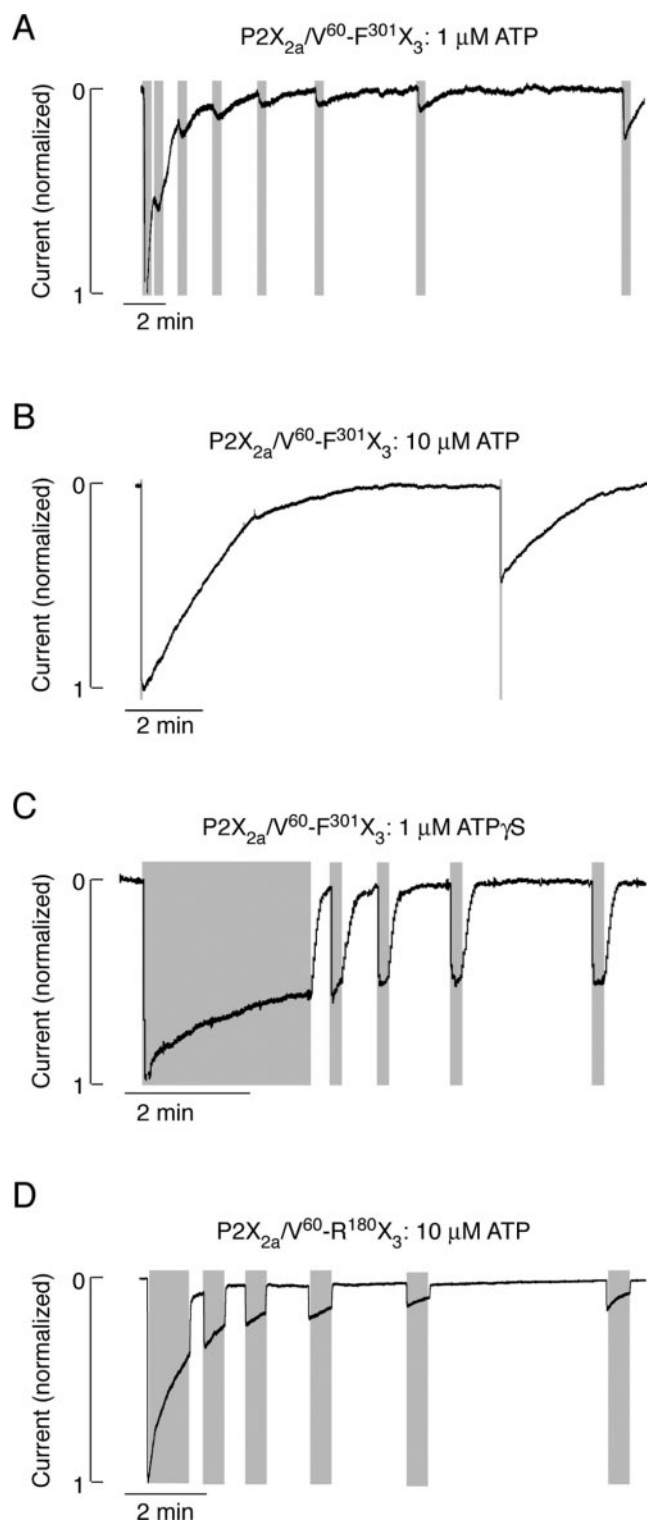 A
P2X₂ₐ/V⁶⁰-F³⁰¹X₃: 1 μM ATP
0
Current (normalized)
1
2 min
B
P2X₂ₐ/V⁶⁰-F³⁰¹X₃: 10 μM ATP
0
Current (normalized)
1
2 min
C
P2X₂ₐ/V⁶⁰-F³⁰¹X₃: 1 μM ATPγS
0
Current (normalized)
1
2 min
D
P2X₂ₐ/V⁶⁰-R¹⁸⁰X₃: 10 μM ATP
0
Current (normalized)
1
2 min